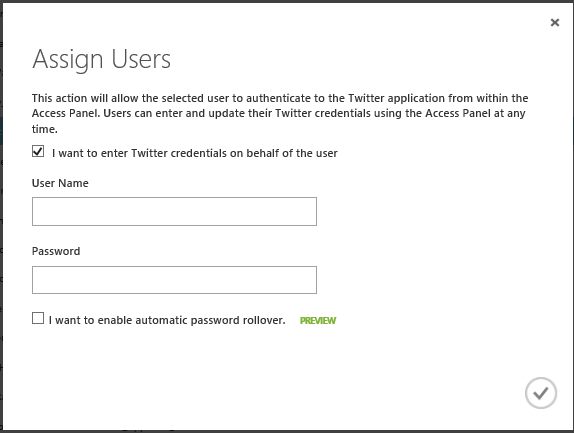 Assign Users
This action will allow the selected user to authenticate to the Twitter application from within the
Access Panel. Users can enter and update their Twitter credentials using the Access Panel at any
time.
I want to enter Twitter credentials on behalf of the user
User Name
Password
I want to enable automatic password rollover. PREVIEW